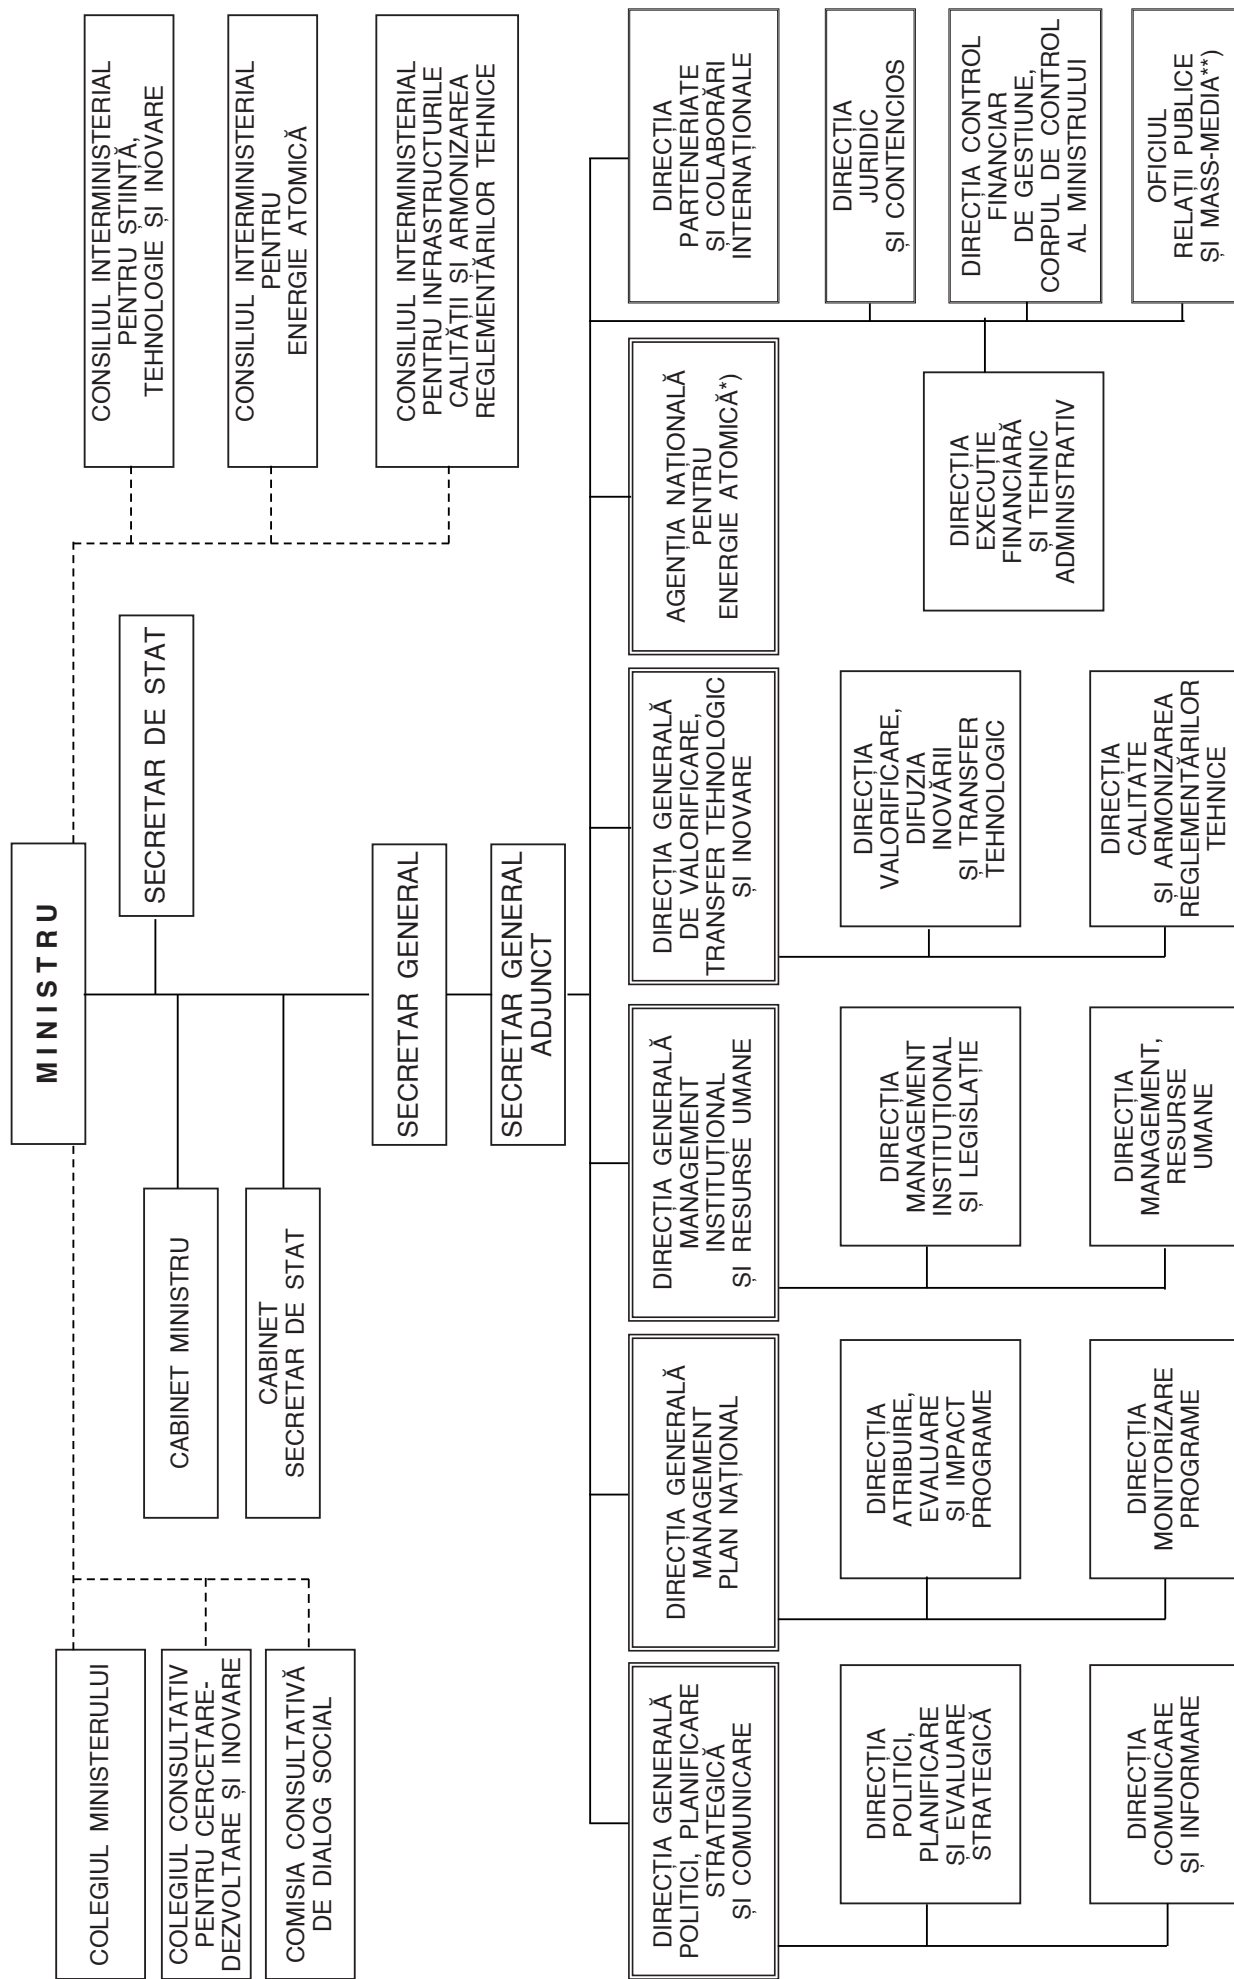 MINISTRU
SECRETAR DE STAT
CABINET MINISTRU
CABINET
SECRETAR DE STAT
SECRETAR GENERAL
SECRETAR GENERAL
ADJUNCT
COLEGIUL MINISTERULUI
COLEGIUL CONSULTATIV
PENTRU CERCETARE-
DEZVOLTARE ȘI INOVARE
COMISIA CONSULTATIVĂ
DE DIALOG SOCIAL
CONSILIUL INTERMINISTERIAL
PENTRU ȘTIINȚĂ,
TEHNOLOGIE ȘI INOVARE
CONSILIUL INTERMINISTERIAL
PENTRU
ENERGIE ATOMICĂ
CONSILIUL INTERMINISTERIAL
PENTRU INFRASTRUCTURILE
CALITĂȚII ȘI ARMONIZAREA
REGLEMENTĂRILOR TEHNICE
DIRECȚIA GENERALĂ
POLITICI, PLANIFICARE
STRATEGICĂ
ȘI COMUNICARE
DIRECȚIA GENERALĂ
MANAGEMENT
PLAN NAȚIONAL
DIRECȚIA GENERALĂ
MANAGEMENT
INSTITUȚIONAL
ȘI RESURSE UMANE
DIRECȚIA GENERALĂ
DE VALORIFICARE,
TRANSFER TEHNOLOGIC
ȘI INOVARE
AGENȚIA NAȚIONALĂ
PENTRU
ENERGIE ATOMICĂ*)
DIRECȚIA
PARTENERIATE
ȘI COLABORĂRI
INTERNAȚIONALE
DIRECȚIA
POLITICI,
PLANIFICARE
ȘI EVALUARE
STRATEGICĂ
DIRECȚIA
ATRIBUIRE,
EVALUARE
ȘI IMPACT
PROGRAME
DIRECȚIA
MANAGEMENT
INSTITUȚIONAL
ȘI LEGISLAȚIE
DIRECȚIA
VALORIFICARE,
DIFUZIA
INOVĂRII
ȘI TRANSFER
TEHNOLOGIC
DIRECȚIA
EXECUȚIE
FINANCIARĂ
ȘI TEHNIC
ADMINISTRATIV
DIRECȚIA
JURIDIC
ȘI CONTENCIOS
DIRECȚIA CONTROL
FINANCIAR
DE GESTIUNE,
CORPUL DE CONTROL
AL MINISTRULUI
OFICIUL
RELAȚII PUBLICE
ȘI MASS-MEDIA**)
DIRECȚIA
COMUNICARE
ȘI INFORMARE
DIRECȚIA
MONITORIZARE
PROGRAME
DIRECȚIA
MANAGEMENT,
RESURSE
UMANE
DIRECȚIA
CALITATE
ȘI ARMONIZAREA
REGLEMENTĂRILOR
TEHNICE